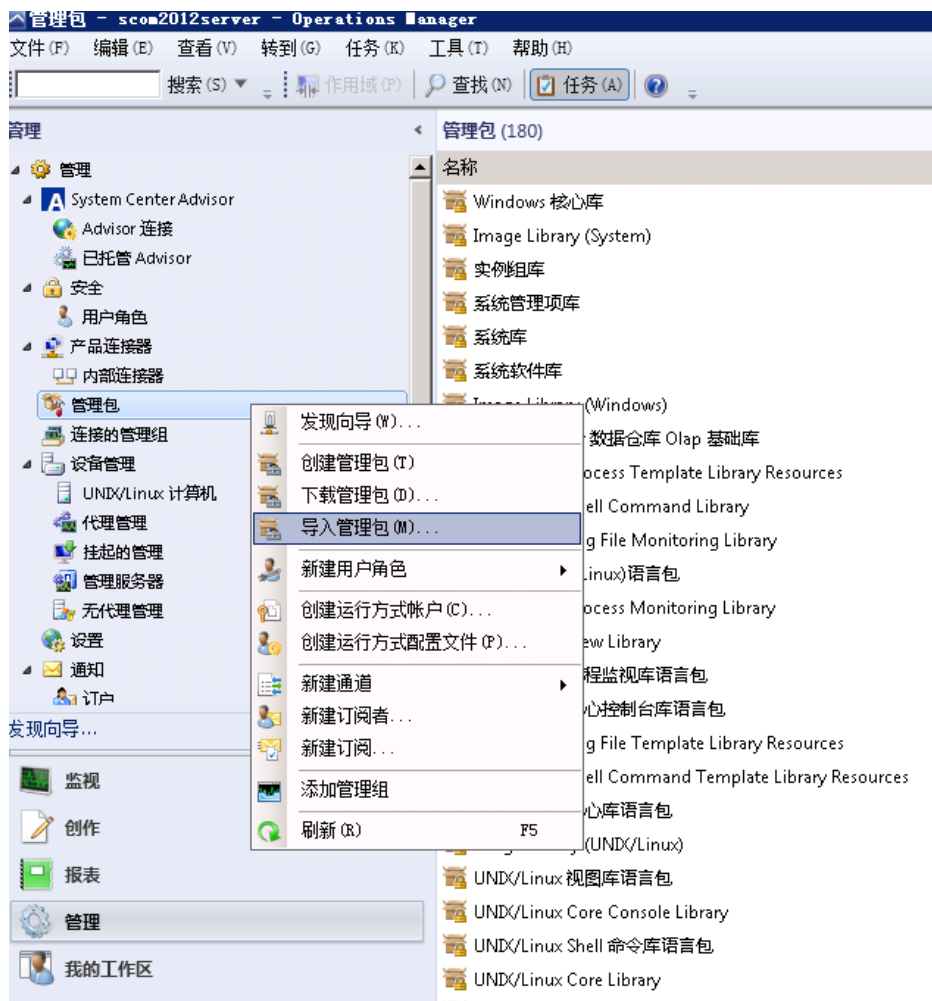 管理包 - scom2012server - Operations Manager
文件(F) 编辑(E) 查看(V) 转到(G) 任务(K) 工具(T) 帮助(H)
搜索(S) 作用域(P) 查找(N) 任务(A)
管理
管理
System Center Advisor
Advisor 连接
已托管 Advisor
安全
用户角色
产品连接器
内部连接器
管理包
连接的管理组
设备管理
UNIX/Linux 计算机
代理管理
挂起的管理
管理服务器
无代理管理
设置
通知
订户
发现向导...
监视
创作
报表
管理
我的工作区
发现向导(W)...
创建管理包(T)
下载管理包(D)...
导入管理包(M)...
新建用户角色
创建运行方式帐户(C)...
创建运行方式配置文件(P)...
新建通道
新建订阅者...
新建订阅...
添加管理组
刷新(R) F5
管理包 (180)
名称
Windows 核心库
Image Library (System)
实例组库
系统管理项库
系统库
系统软件库
Image Library (Windows)
数据仓库 Olap 基础库
ocess Template Library Resources
ell Command Library
g File Monitoring Library
inux)语言包
ocess Monitoring Library
ew Library
程监视库语言包
心控制台库语言包
g File Template Library Resources
ell Command Template Library Resources
心库语言包
(UNIX/Linux)
UNIX/Linux 视图库语言包
UNIX/Linux Core Console Library
UNIX/Linux Shell 命令库语言包
UNIX/Linux Core Library